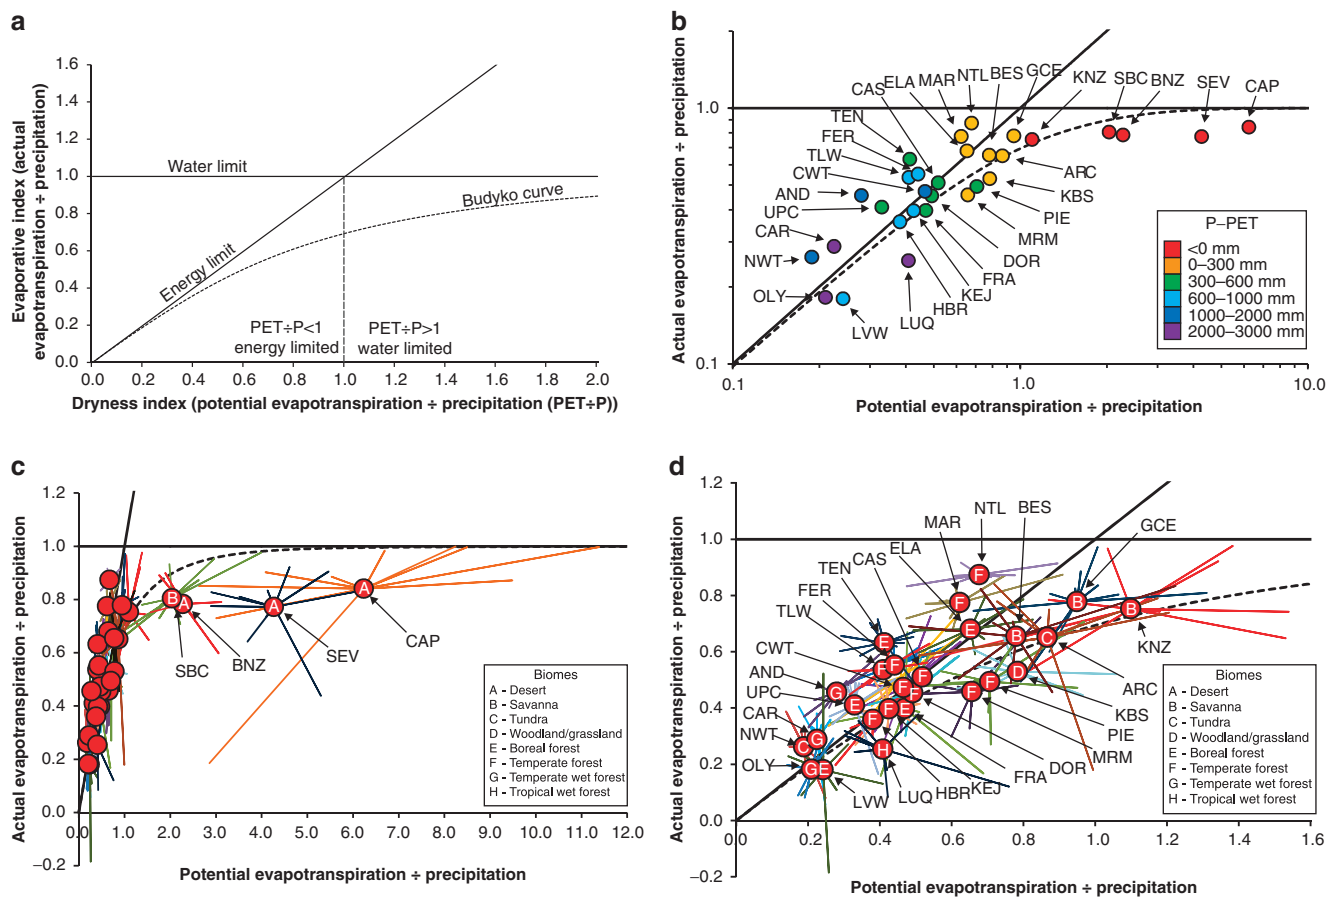 a
Evaporative index (actual
evapotranspiration ÷ precipitation)
1.6
1.4
1.2
1.0
0.8
0.6
0.4
0.2
0.0
Water limit
Budyko curve
Energy limit
PET÷P<1
energy limited
PET÷P>1
water limited
0.0 0.2 0.4 0.6 0.8 1.0 1.2 1.4 1.6 1.8 2.0
Dryness index (potential evapotranspiration ÷ precipitation (PET÷P))
b
Actual evapotranspiration ÷ precipitation
1.0
0.1
CAS
ELA
MAR
NTL
BES
GCE
KNZ
SBC
BNZ
SEV
CAP
TEN
FER
TLW
CWT
AND
UPC
CAR
NWT
OLY
LVW
LUQ
HBR
KEJ
FRA
DOR
MRM
PIE
KBS
ARC
P–PET
<0 mm
0–300 mm
300–600 mm
600–1000 mm
1000–2000 mm
2000–3000 mm
0.1 1.0 10.0
Potential evapotranspiration ÷ precipitation
c
Actual evapotranspiration ÷ precipitation
1.2
1.0
0.8
0.6
0.4
0.2
0.0
−0.2
B
A
A
A
SBC
BNZ
SEV
CAP
Biomes
A - Desert
B - Savanna
C - Tundra
D - Woodland/grassland
E - Boreal forest
F - Temperate forest
G - Temperate wet forest
H - Tropical wet forest
0.0 1.0 2.0 3.0 4.0 5.0 6.0 7.0 8.0 9.0 10.0 11.0 12.0
Potential evapotranspiration ÷ precipitation
d
Actual evapotranspiration ÷ precipitation
1.2
1.0
0.8
0.6
0.4
0.2
0.0
−0.2
MAR
NTL
BES
GCE
ELA
CAS
TEN
FER
TLW
CWT
AND
UPC
CAR
NWT
OLY
LVW
LUQ
HBR
KEJ
FRA
DOR
MRM
PIE
KBS
ARC
KNZ
F
F
B
B
E
B
C
E
F
F
F
D
F
G
F
F
F
E
F
E
F
G
C
H
G
E
Biomes
A - Desert
B - Savanna
C - Tundra
D - Woodland/grassland
E - Boreal forest
F - Temperate forest
G - Temperate wet forest
H - Tropical wet forest
0.0 0.2 0.4 0.6 0.8 1.0 1.2 1.4 1.6
Potential evapotranspiration ÷ precipitation